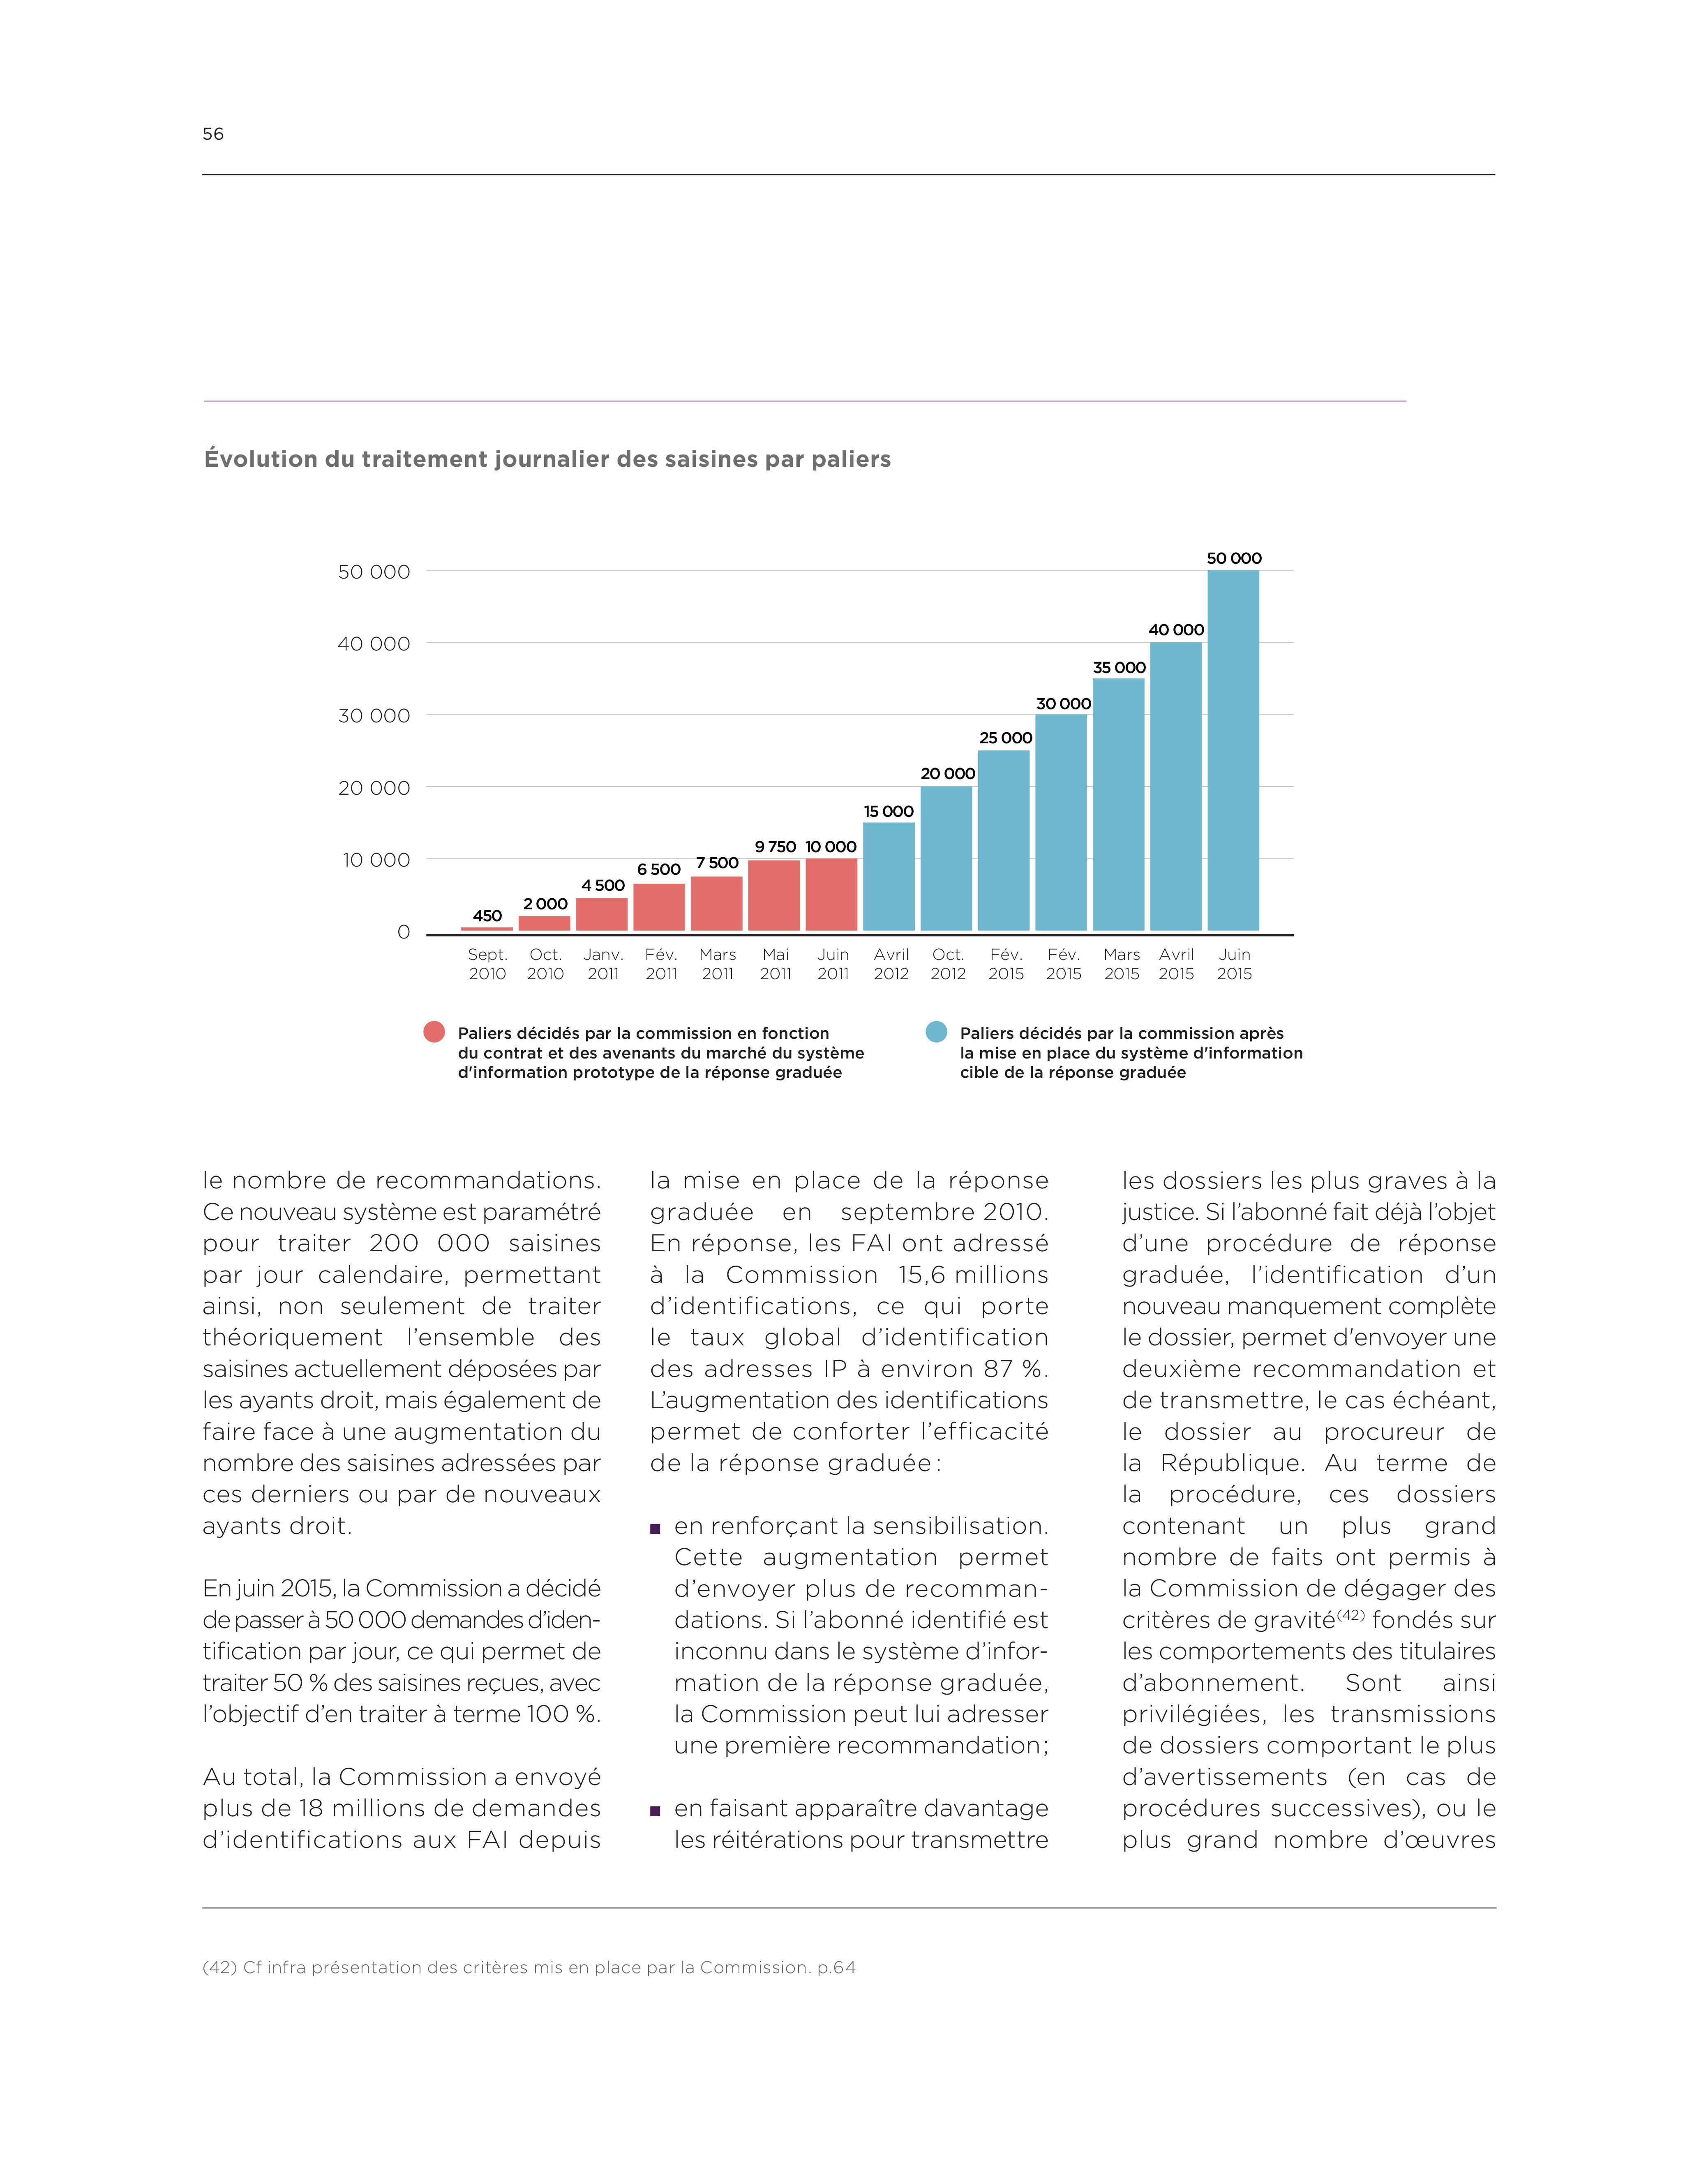 56
Évolution du traitement journalier des saisines par paliers
50 000
40 000
30 000
20 000
10 000
0
450
2 000
4 500
6 500
7 500
9 750
10 000
15 000
20 000
25 000
30 000
35 000
40 000
50 000
Sept. 2010
Oct. 2010
Janv. 2011
Fév. 2011
Mars 2011
Mai 2011
Juin 2011
Avril 2012
Oct. 2012
Fév. 2015
Fév. 2015
Mars 2015
Avril 2015
Juin 2015
Paliers décidés par la commission en fonction
du contrat et des avenants du marché du système
d'information prototype de la réponse graduée
Paliers décidés par la commission après
la mise en place du système d'information
cible de la réponse graduée
le nombre de recommandations.
Ce nouveau système est paramétré
pour traiter 200 000 saisines
par jour calendaire, permettant
ainsi, non seulement de traiter
théoriquement l’ensemble des
saisines actuellement déposées par
les ayants droit, mais également de
faire face à une augmentation du
nombre des saisines adressées par
ces derniers ou par de nouveaux
ayants droit.
En juin 2015, la Commission a décidé
de passer à 50 000 demandes d’iden-
tification par jour, ce qui permet de
traiter 50 % des saisines reçues, avec
l’objectif d’en traiter à terme 100 %.
Au total, la Commission a envoyé
plus de 18 millions de demandes
d’identifications aux FAI depuis
la mise en place de la réponse
graduée en septembre 2010.
En réponse, les FAI ont adressé
à la Commission 15,6 millions
d’identifications, ce qui porte
le taux global d’identification
des adresses IP à environ 87 %.
L’augmentation des identifications
permet de conforter l’efficacité
de la réponse graduée :
■ en renforçant la sensibilisation.
Cette augmentation permet
d’envoyer plus de recomman-
dations. Si l’abonné identifié est
inconnu dans le système d’infor-
mation de la réponse graduée,
la Commission peut lui adresser
une première recommandation ;
■ en faisant apparaître davantage
les réitérations pour transmettre
les dossiers les plus graves à la
justice. Si l’abonné fait déjà l’objet
d’une procédure de réponse
graduée, l’identification d’un
nouveau manquement complète
le dossier, permet d'envoyer une
deuxième recommandation et
de transmettre, le cas échéant,
le dossier au procureur de
la République. Au terme de
la procédure, ces dossiers
contenant un plus grand
nombre de faits ont permis à
la Commission de dégager des
critères de gravité(42) fondés sur
les comportements des titulaires
d’abonnement. Sont ainsi
privilégiées, les transmissions
de dossiers comportant le plus
d’avertissements (en cas de
procédures successives), ou le
plus grand nombre d’œuvres
(42) Cf infra présentation des critères mis en place par la Commission. p.64